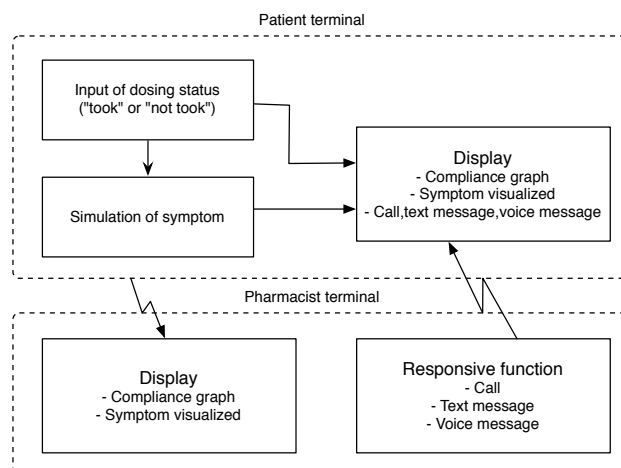 Patient terminal
Input of dosing status
("took" or "not took")
Simulation of symptom
Display
- Compliance graph
- Symptom visualized
- Call,text message,voice message
Pharmacist terminal
Display
- Compliance graph
- Symptom visualized
Responsive function
- Call
- Text message
- Voice message